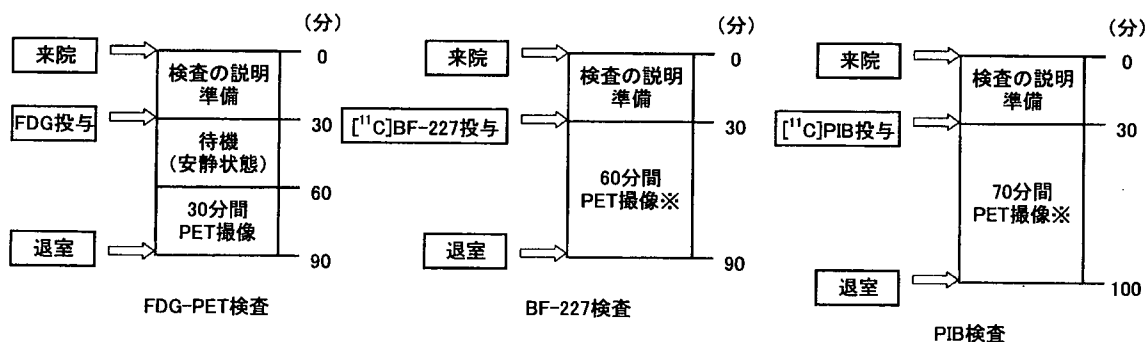 (分)
来院
0
検査の説明
準備
FDG投与
30
待機
(安静状態)
60
30分間
PET撮像
退室
90
FDG-PET検査
(分)
来院
0
検査の説明
準備
[¹¹C]BF-227投与
30
60分間
PET撮像※
退室
90
BF-227検査
(分)
来院
0
検査の説明
準備
[¹¹C]PIB投与
30
70分間
PET撮像※
退室
100
PIB検査